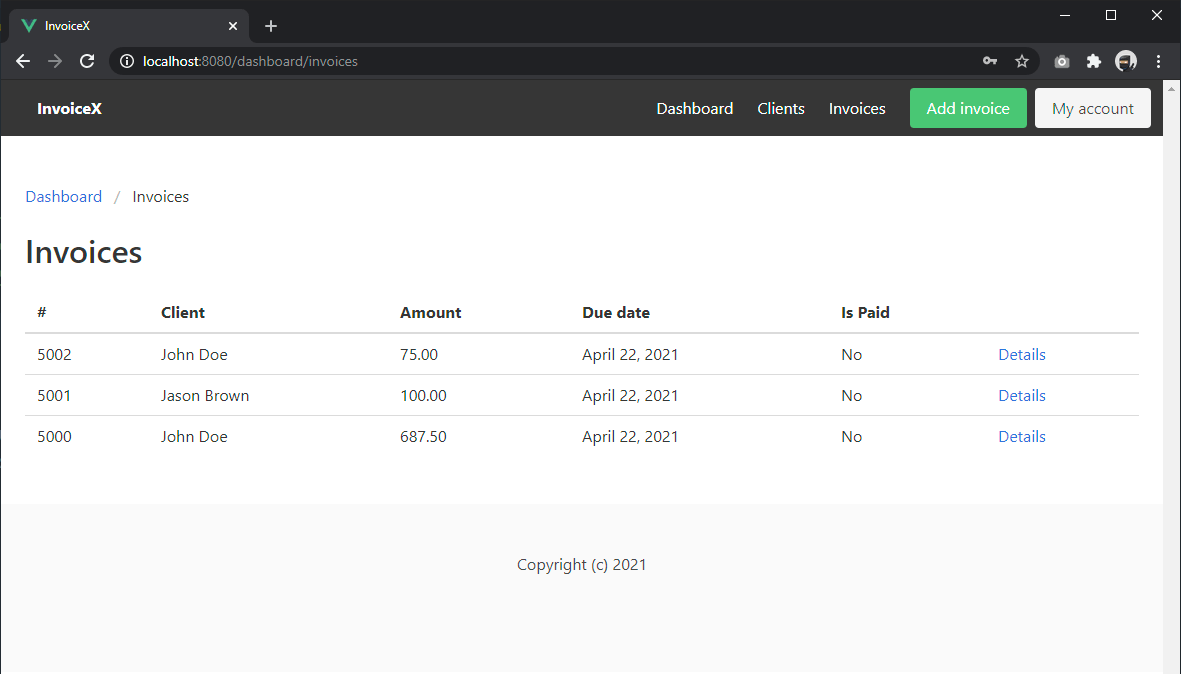 InvoiceX
localhost:8080/dashboard/invoices
InvoiceX Dashboard Clients Invoices Add invoice My account
Dashboard / Invoices
Invoices
# Client Amount Due date Is Paid
5002 John Doe 75.00 April 22, 2021 No Details
5001 Jason Brown 100.00 April 22, 2021 No Details
5000 John Doe 687.50 April 22, 2021 No Details
Copyright (c) 2021